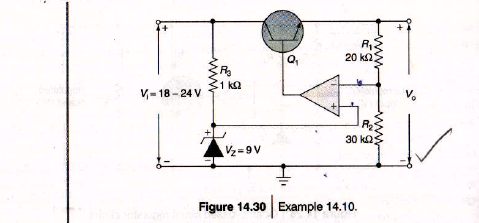 +
+
Q₁
R₁
20 kΩ
R₃
1 kΩ
Vᵢ = 18 – 24 V
Vₒ
+
R₂
30 kΩ
+
V_Z = 9 V
–
–
Figure 14.30 | Example 14.10.